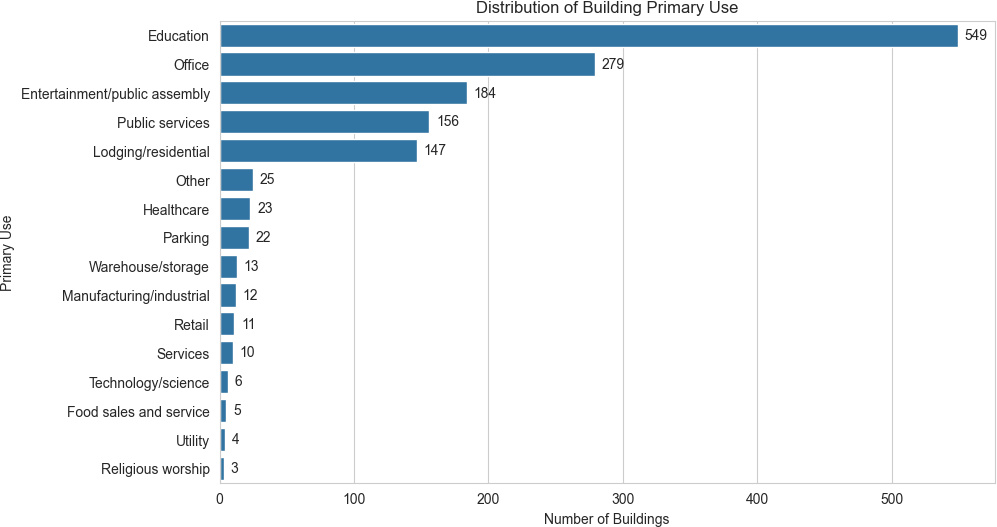 Distribution of Building Primary Use
Primary Use
Education 549
Office 279
Entertainment/public assembly 184
Public services 156
Lodging/residential 147
Other 25
Healthcare 23
Parking 22
Warehouse/storage 13
Manufacturing/industrial 12
Retail 11
Services 10
Technology/science 6
Food sales and service 5
Utility 4
Religious worship 3
0 100 200 300 400 500
Number of Buildings